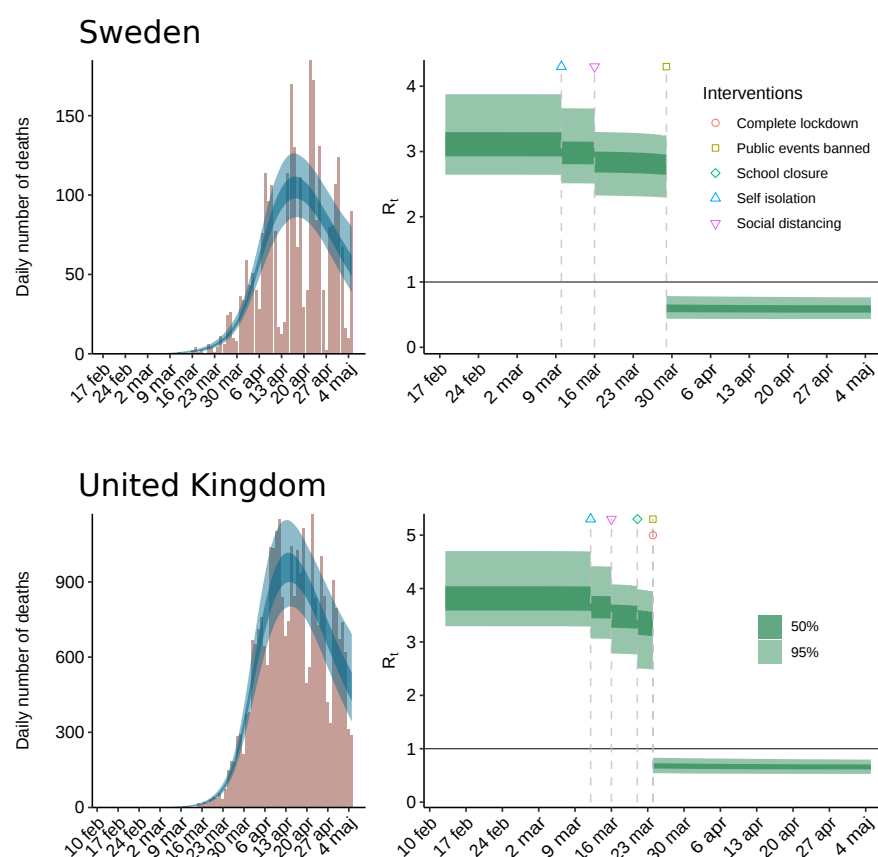 Sweden
Daily number of deaths
150
100
50
0
17 feb
24 feb
2 mar
9 mar
16 mar
23 mar
30 mar
6 apr
13 apr
20 apr
27 apr
4 maj
Rt
4
3
2
1
0
17 feb
24 feb
2 mar
9 mar
16 mar
23 mar
30 mar
6 apr
13 apr
20 apr
27 apr
4 maj
Interventions
Complete lockdown
Public events banned
School closure
Self isolation
Social distancing
United Kingdom
Daily number of deaths
900
600
300
0
10 feb
17 feb
24 feb
2 mar
9 mar
16 mar
23 mar
30 mar
6 apr
13 apr
20 apr
27 apr
4 maj
Rt
5
4
3
2
1
0
10 feb
17 feb
24 feb
2 mar
9 mar
16 mar
23 mar
30 mar
6 apr
13 apr
20 apr
27 apr
4 maj
50%
95%